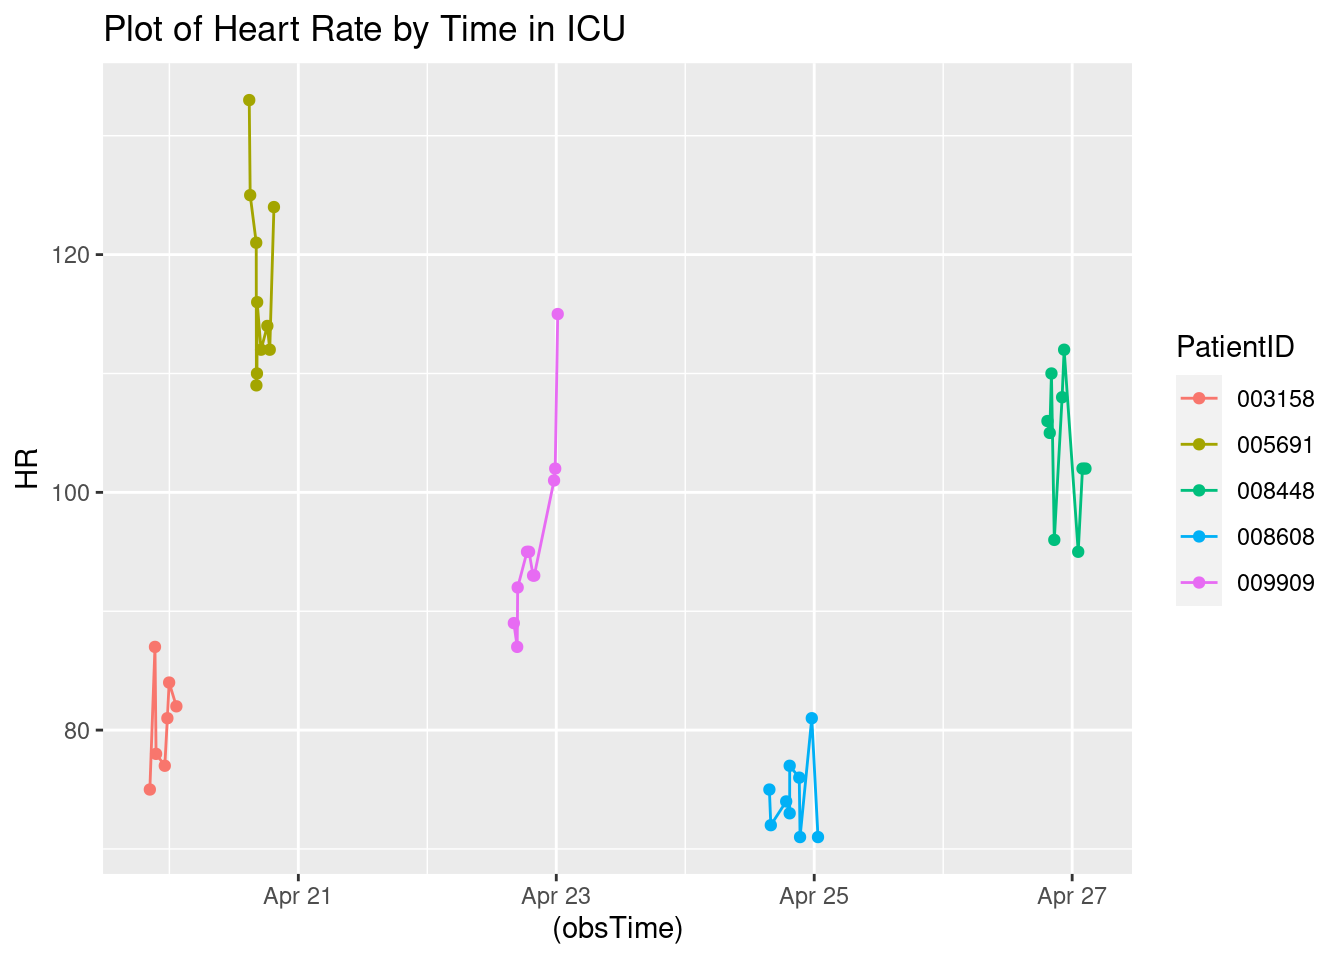 Plot of Heart Rate by Time in ICU
HR
120
100
80
Apr 21
Apr 23
Apr 25
Apr 27
(obsTime)
PatientID
003158
005691
008448
008608
009909